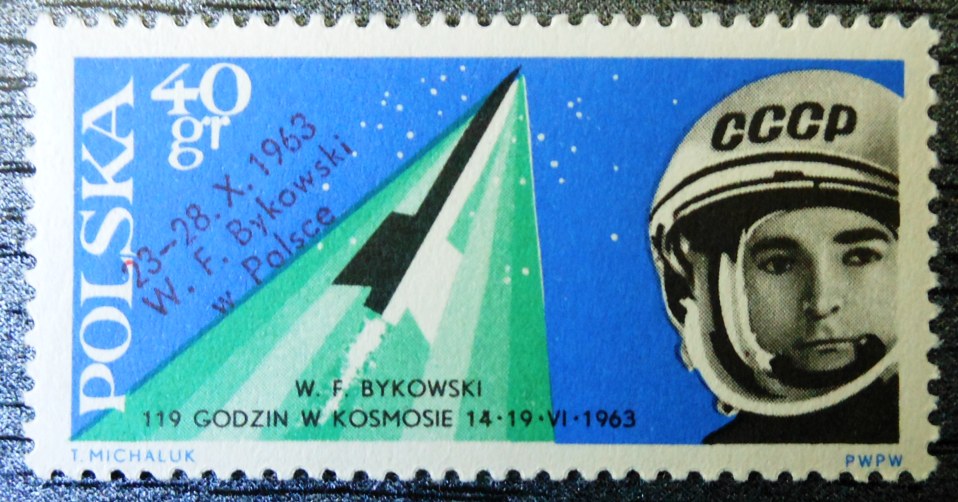 POLSKA
40
gr
23-28. X. 1963
W. F. Bykowski
w Polsce
CCCP
W. F. BYKOWSKI
119 GODZIN W KOSMOSIE 14·19·VI·1963
T. MICHALUK
PWPW